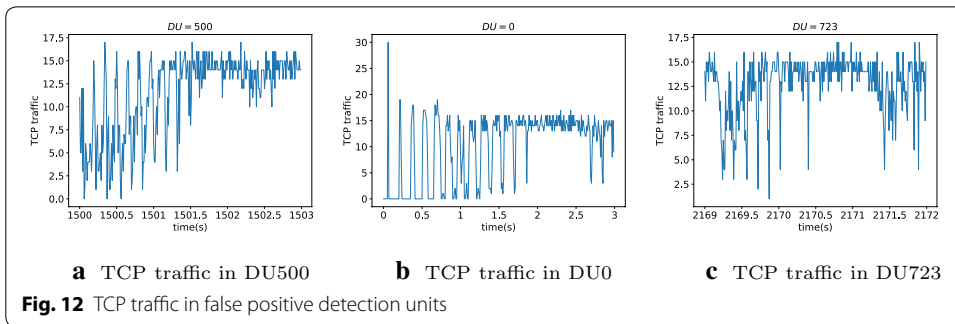 DU = 500
17.5
15.0
12.5
10.0
7.5
5.0
2.5
0.0
TCP traffic
1500 1500.5 1501 1501.5 1502 1502.5 1503
time(s)
a TCP traffic in DU500
DU = 0
30
25
20
15
10
5
0
TCP traffic
0 0.5 1 1.5 2 2.5 3
time(s)
b TCP traffic in DU0
DU = 723
17.5
15.0
12.5
10.0
7.5
5.0
2.5
TCP traffic
2169 2169.5 2170 2170.5 2171 2171.5 2172
time(s)
c TCP traffic in DU723
Fig. 12 TCP traffic in false positive detection units